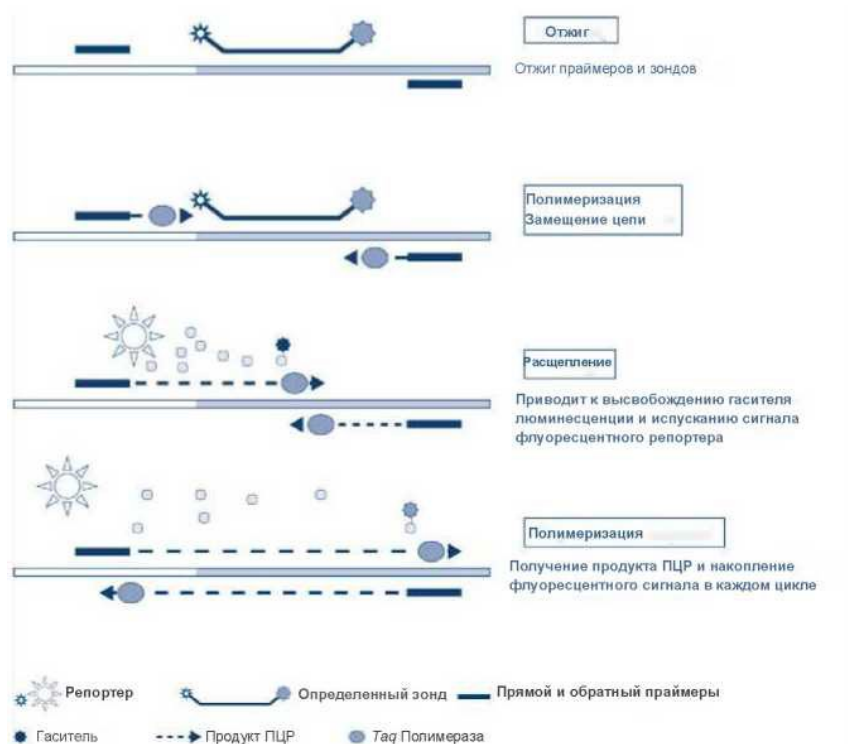 Отжиг
Отжиг праймеров и зондов
Полимеризация
Замещение цепи
Расщепление
Приводит к высвобождению гасителя
люминесценции и испусканию сигнала
флуоресцентного репортера
Полимеризация
Получение продукта ПЦР и накопление
флуоресцентного сигнала в каждом цикле
Репортер
Определенный зонд
Прямой и обратный праймеры
Гаситель
Продукт ПЦР
Taq Полимераза